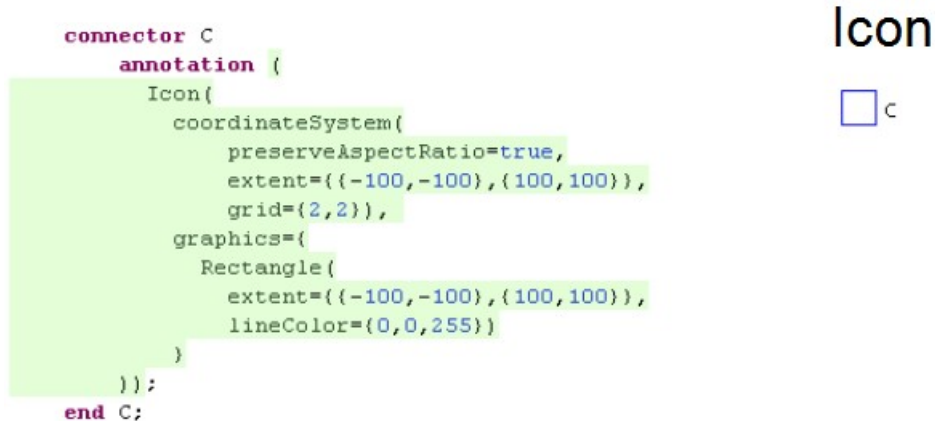 connector C
annotation (
Icon(
coordinateSystem(
preserveAspectRatio=true,
extent={{-100,-100},{100,100}},
grid={2,2}),
graphics={
Rectangle(
extent={{-100,-100},{100,100}},
lineColor={0,0,255})
}
));
end C;
Icon
C